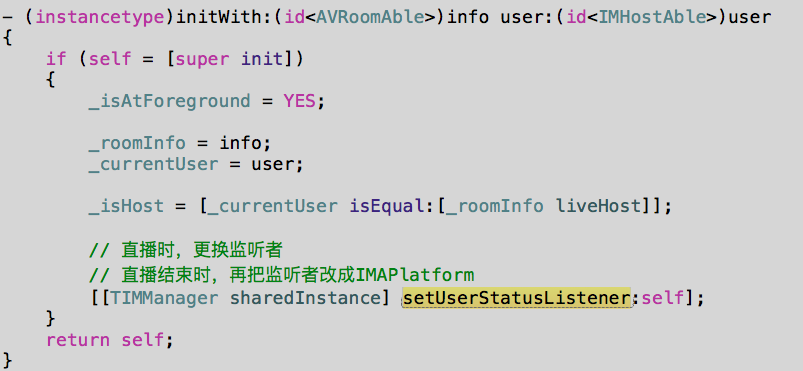 - (instancetype)initWith:(id<AVRoomAble>)info user:(id<IMHostAble>)user
{
    if (self = [super init])
    {
        _isAtForeground = YES;
        _roomInfo = info;
        _currentUser = user;
        _isHost = [_currentUser isEqual:[_roomInfo liveHost]];
        // 直播时，更换监听者
        // 直播结束时，再把监听者改成IMAPlatform
        [[TIMManager sharedInstance] setUserStatusListener:self];
    }
    return self;
}